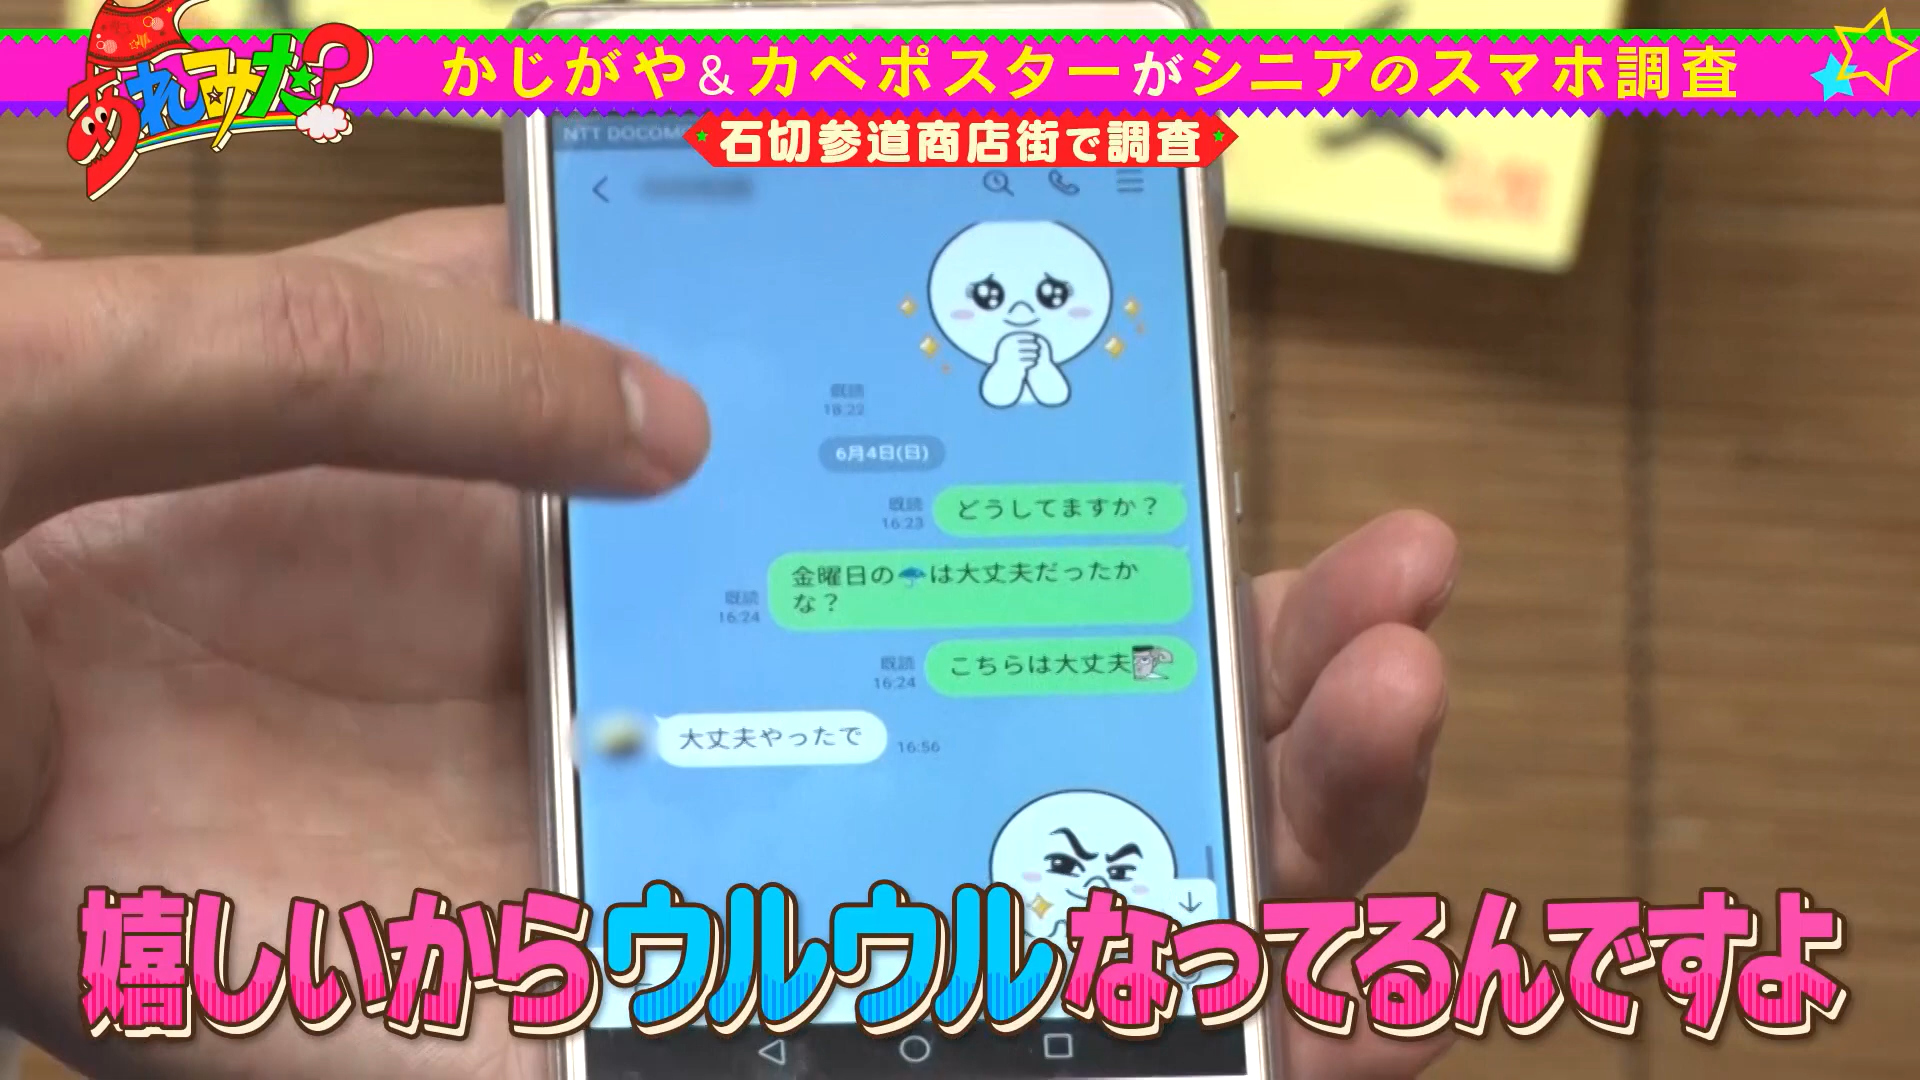 あれみた?
かじがや&カベポスターがシニアのスマホ調査
石切参道商店街で調査
NTT DOCOMO
既読
18:22
6月4日(日)
既読
16:23
どうしてますか？
金曜日の☂は大丈夫だったか
な？
既読
16:24
こちらは大丈夫
既読
16:24
大丈夫やったで
16:56
嬉しいからウルウルなってるんですよ